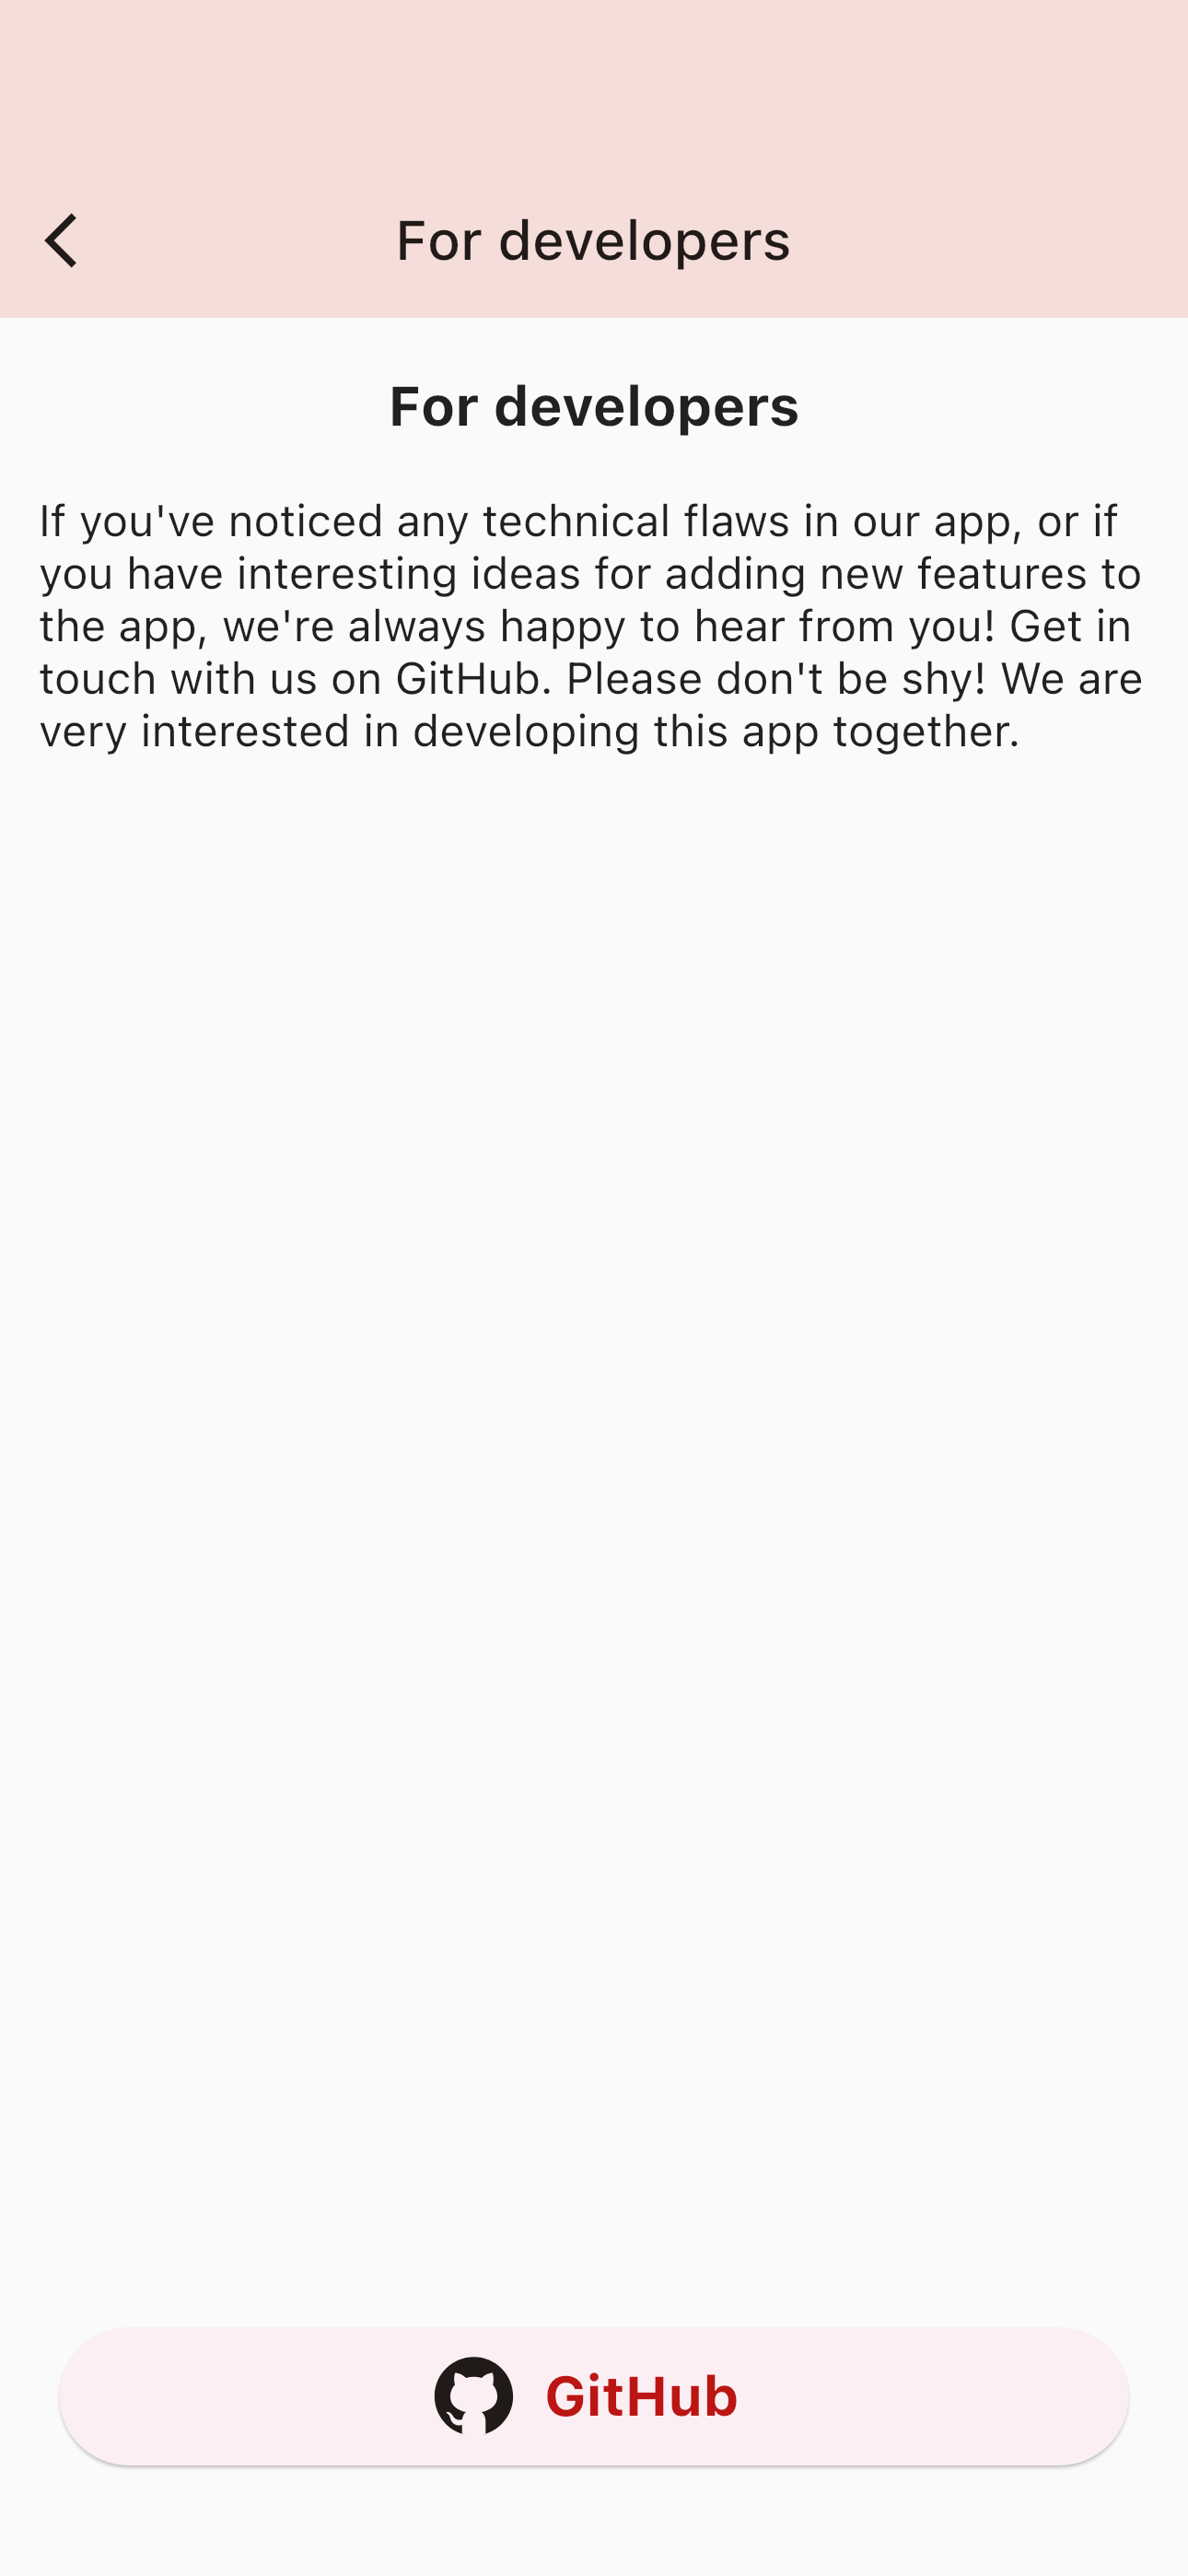 For developers
For developers
If you've noticed any technical flaws in our app, or if
you have interesting ideas for adding new features to
the app, we're always happy to hear from you! Get in
touch with us on GitHub. Please don't be shy! We are
very interested in developing this app together.
GitHub